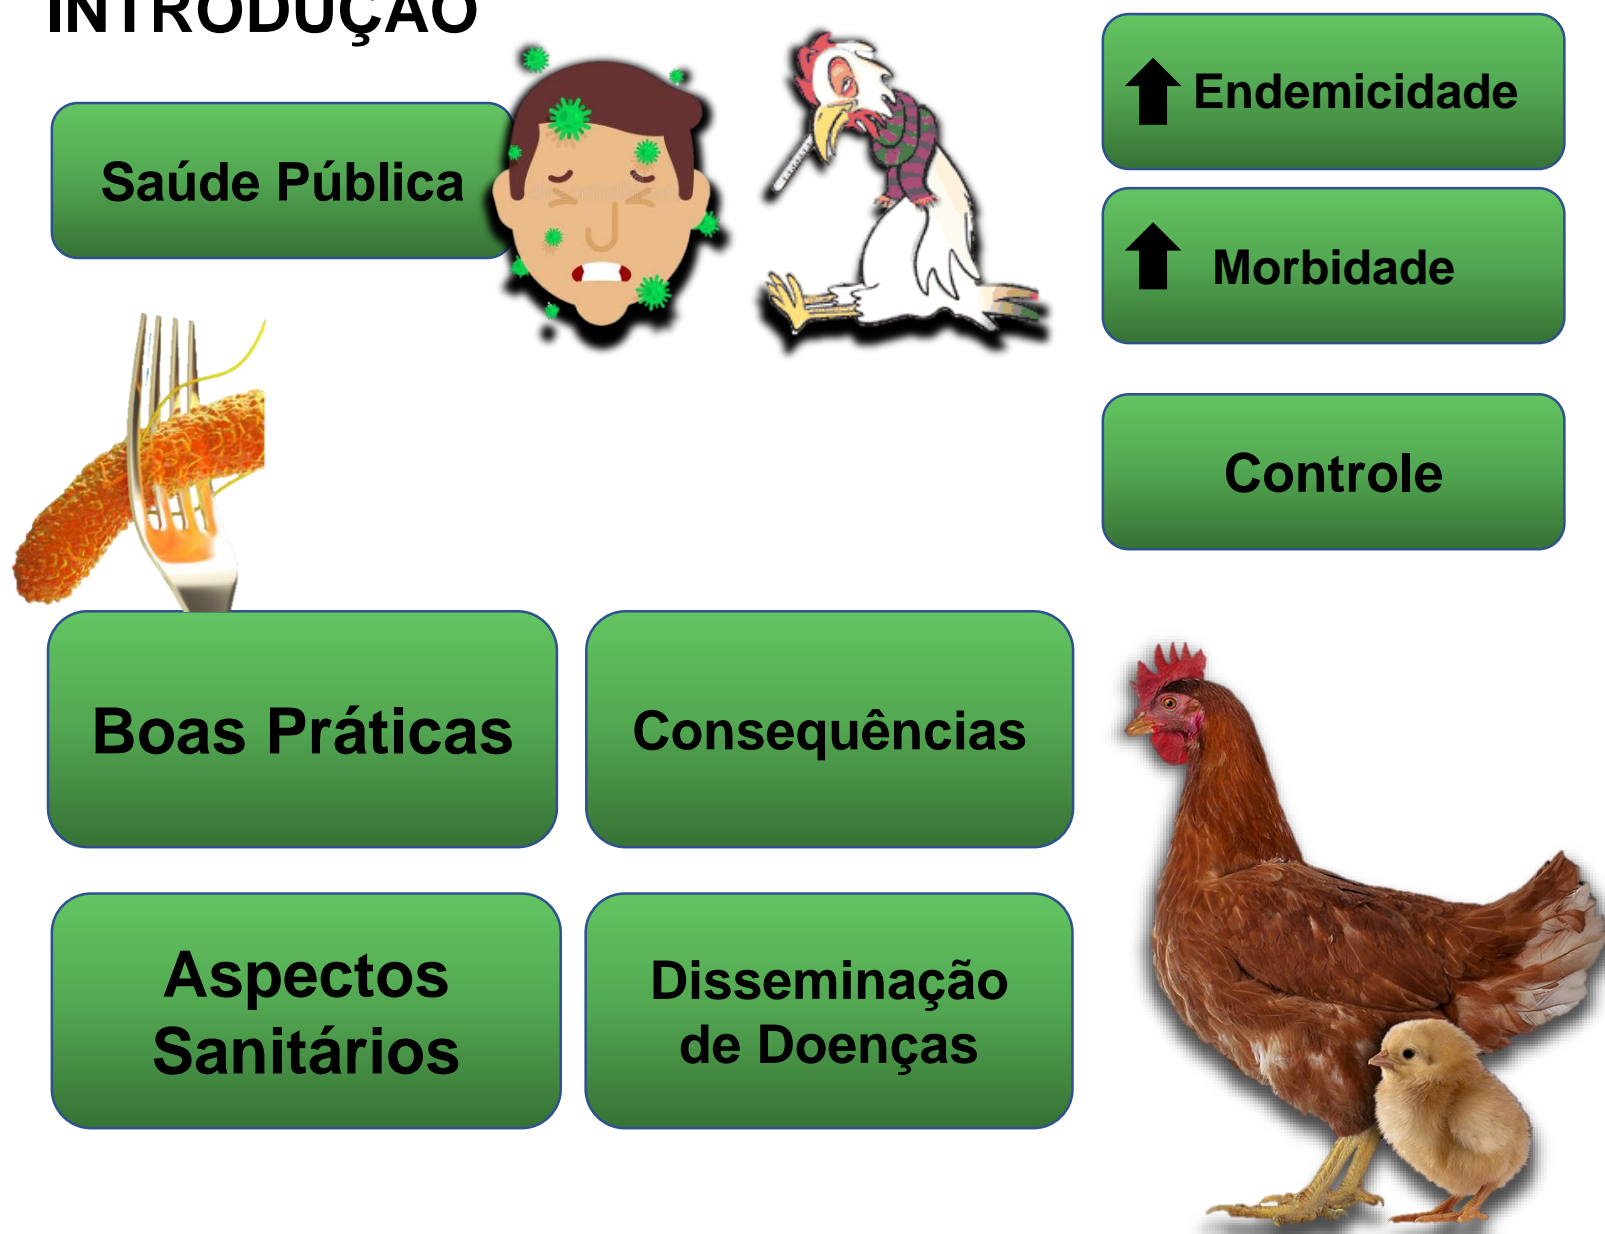 INTRODUÇÃO
Saúde Pública
Endemicidade
Morbidade
Controle
Boas Práticas
Consequências
Aspectos
Sanitários
Disseminação
de Doenças